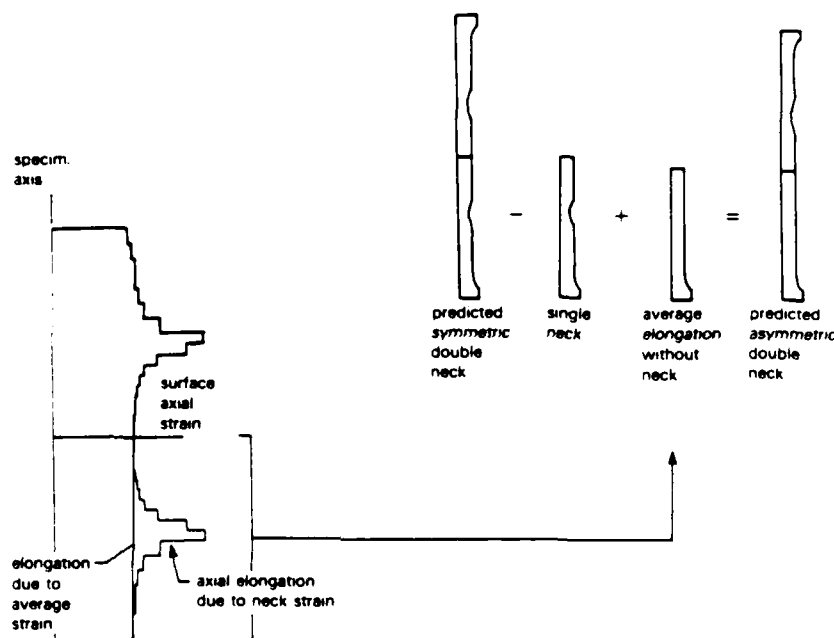 specim.
axis
surface
axial
strain
elongation
due to
average
strain
axial elongation
due to neck strain
predicted
symmetric
double
neck
−
single
neck
+
average
elongation
without
neck
=
predicted
asymmetric
double
neck